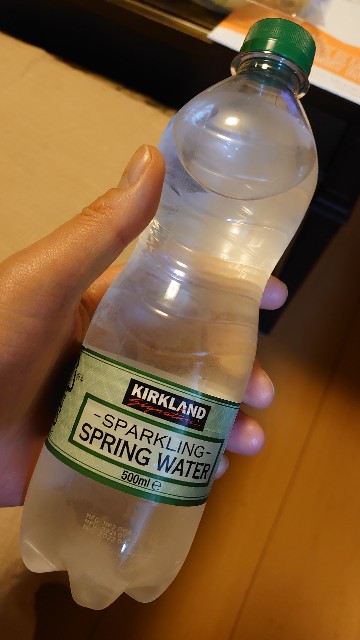 KIRKLAND
Signature
-SPARKLING-
SPRING WATER
500ml ℮